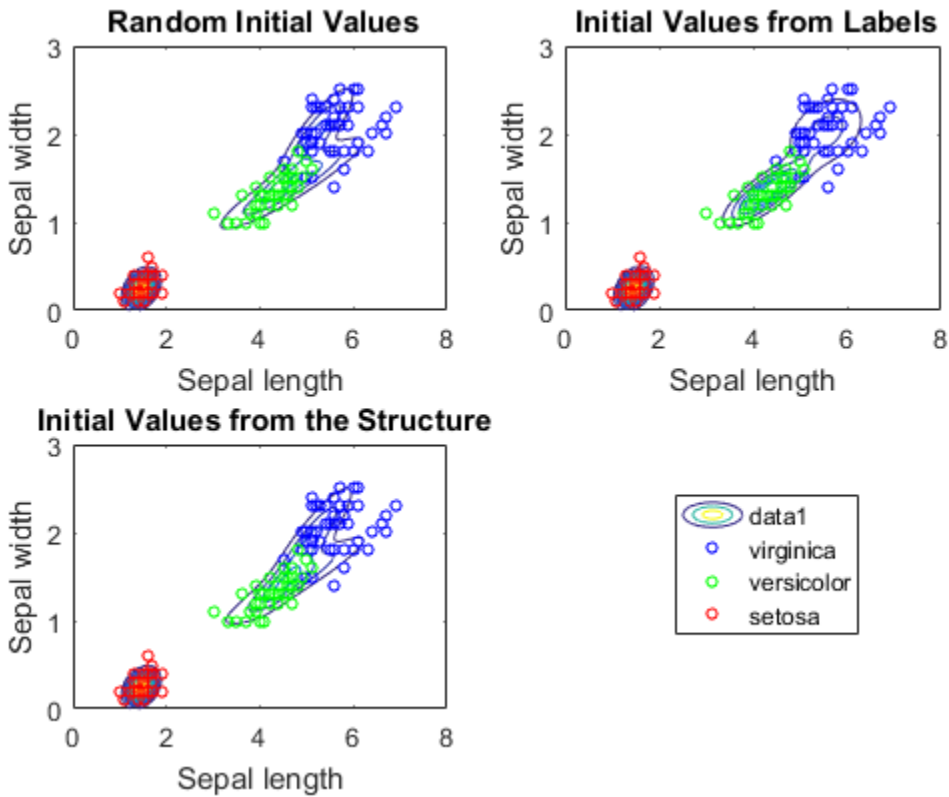 Random Initial Values
3
2
1
0
0 2 4 6 8
Sepal width
Sepal length
Initial Values from Labels
3
2
1
0
0 2 4 6 8
Sepal width
Sepal length
Initial Values from the Structure
3
2
1
0
0 2 4 6 8
Sepal width
Sepal length
data1
virginica
versicolor
setosa